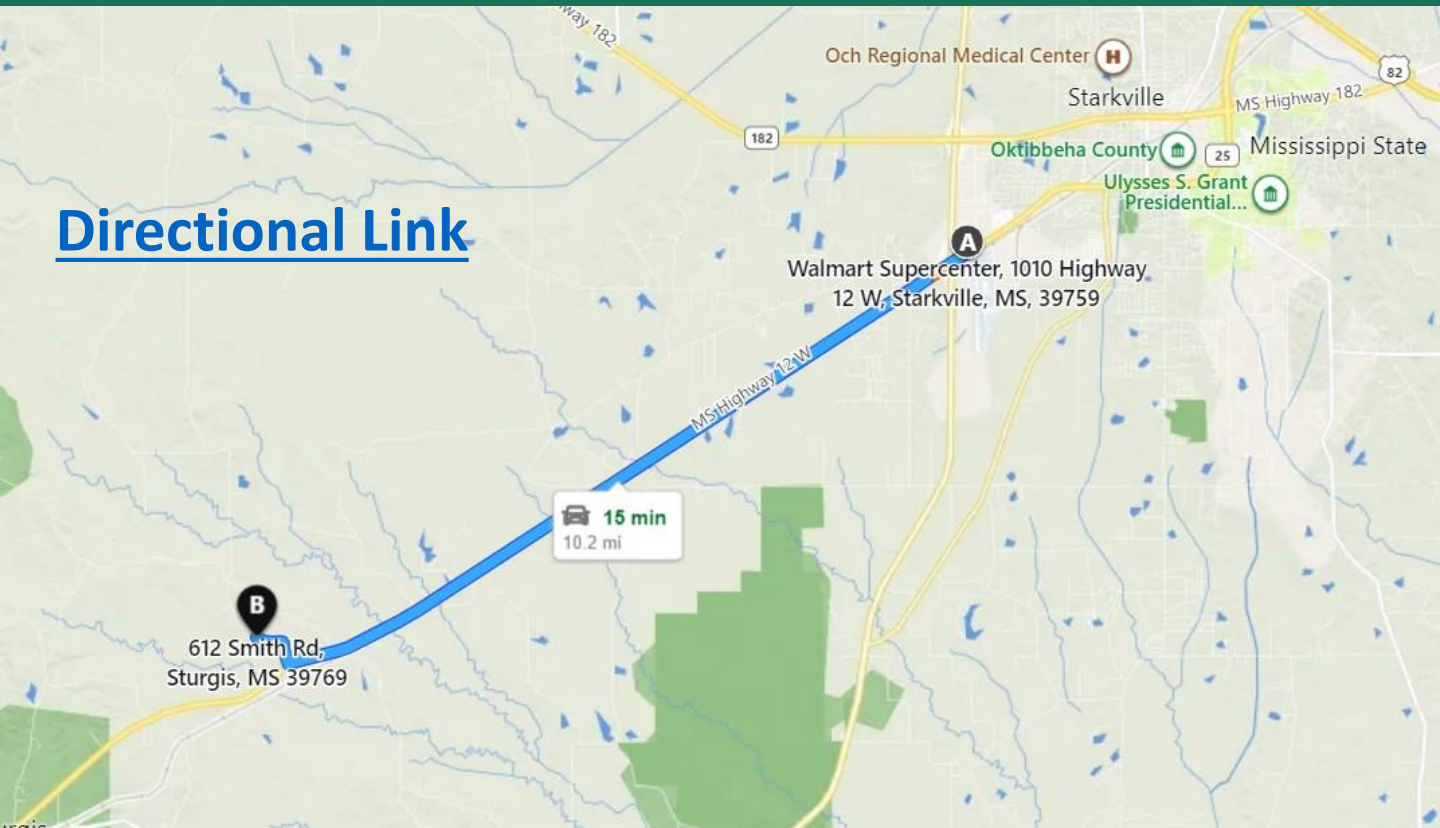 way 182
Och Regional Medical Center
H
Starkville
82
MS Highway 182
182
Oktibbeha County
25
Mississippi State
Ulysses S. Grant
Presidential...
Directional Link
A
Walmart Supercenter, 1010 Highway
12 W, Starkville, MS, 39759
MS Highway 12 W
15 min
10.2 mi
B
612 Smith Rd,
Sturgis, MS 39769